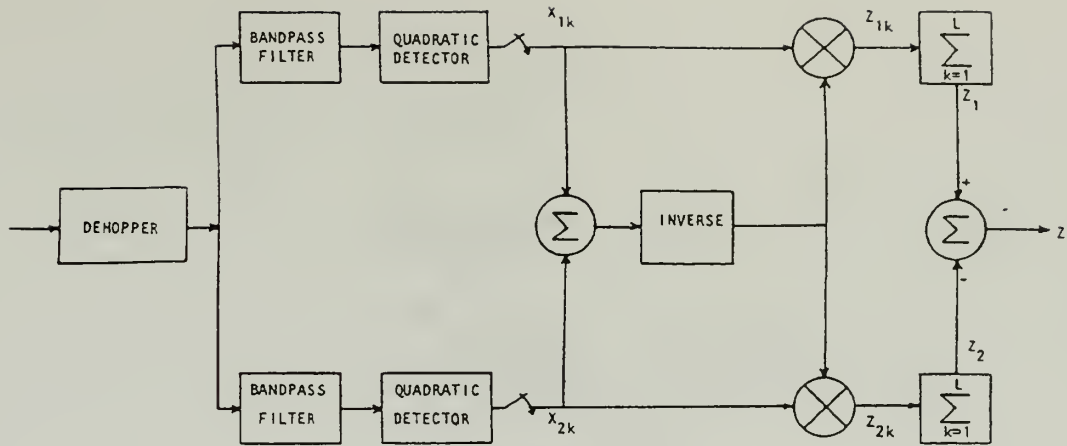 BANDPASS
FILTER
QUADRATIC
DETECTOR
X1k
Z1k
L
∑
k=1
Z1
+
DEHOPPER
∑
INVERSE
∑
-
Z
-
Z2
BANDPASS
FILTER
QUADRATIC
DETECTOR
X2k
Z2k
L
∑
k=1